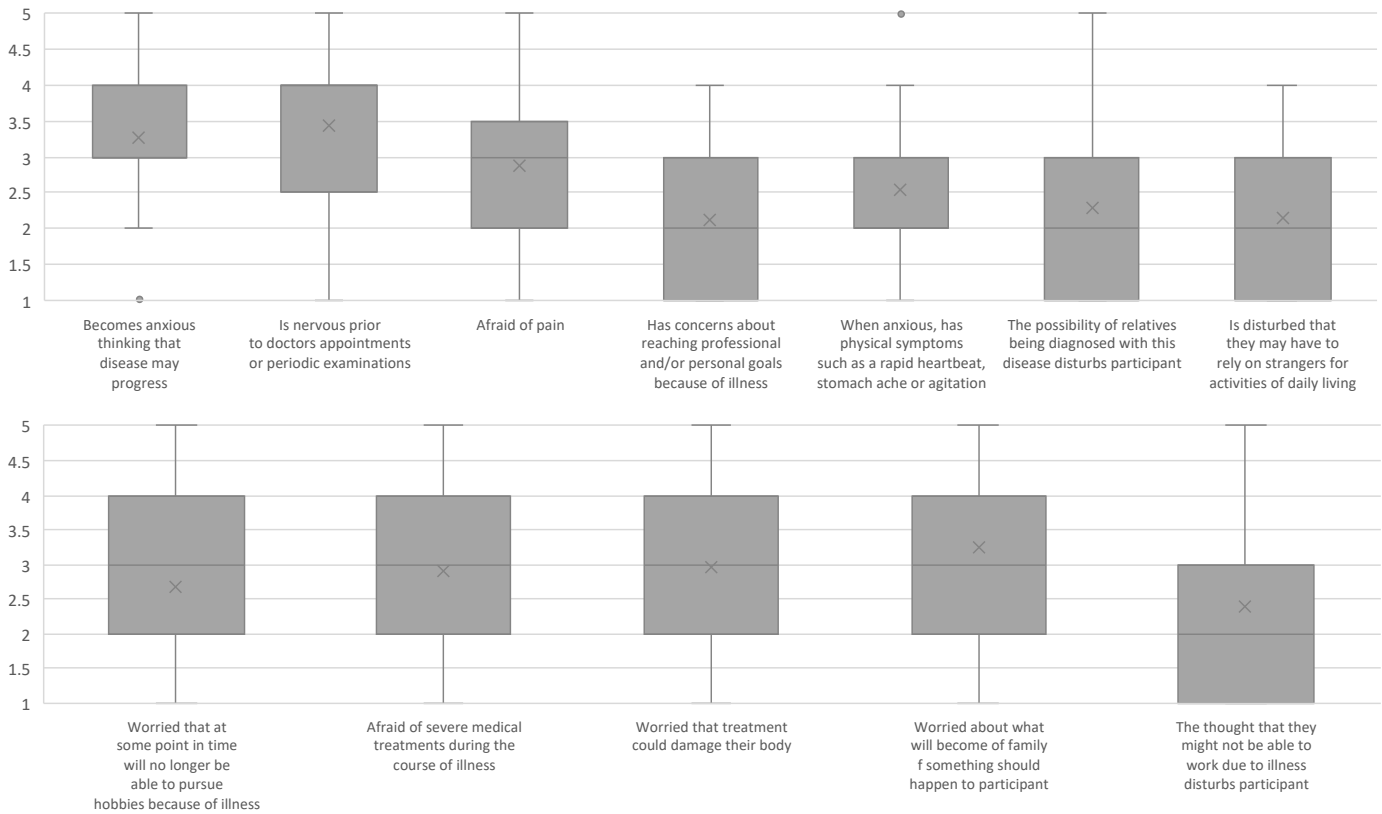 5
4.5
4
3.5
3
2.5
2
1.5
1
Becomes anxious
thinking that
disease may
progress
Is nervous prior
to doctors appointments
or periodic examinations
Afraid of pain
Has concerns about
reaching professional
and/or personal goals
because of illness
When anxious, has
physical symptoms
such as a rapid heartbeat,
stomach ache or agitation
The possibility of relatives
being diagnosed with this
disease disturbs participant
Is disturbed that
they may have to
rely on strangers for
activities of daily living
5
4.5
4
3.5
3
2.5
2
1.5
1
Worried that at
some point in time
will no longer be
able to pursue
hobbies because of illness
Afraid of severe medical
treatments during the
course of illness
Worried that treatment
could damage their body
Worried about what
will become of family
f something should
happen to participant
The thought that they
might not be able to
work due to illness
disturbs participant